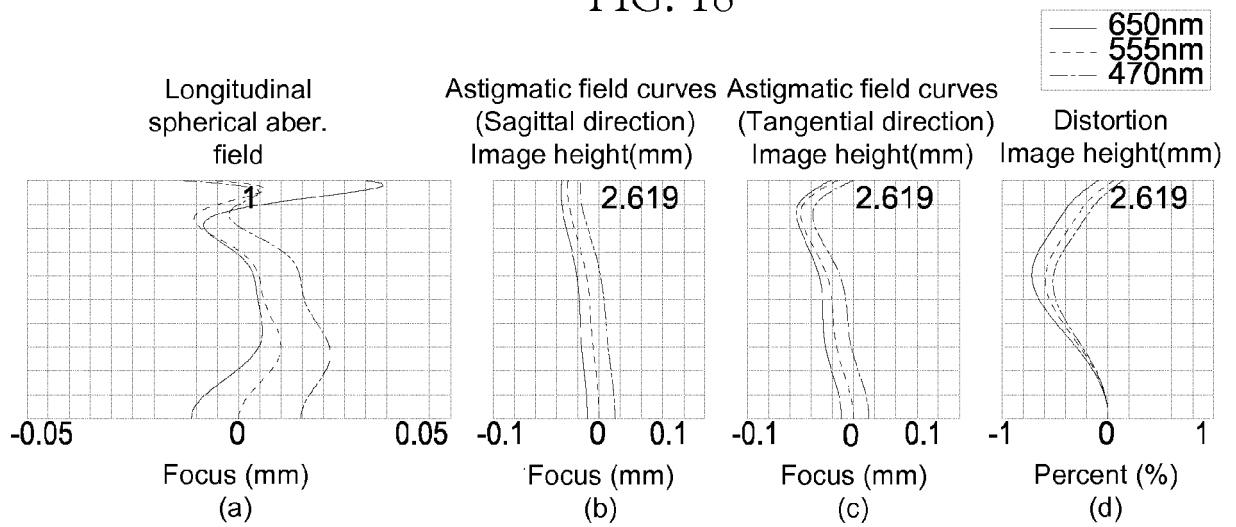 FIG. 18
650nm
555nm
470nm
Longitudinal
spherical aber.
field
Astigmatic field curves
(Sagittal direction)
Image height(mm)
Astigmatic field curves
(Tangential direction)
Image height(mm)
Distortion
Image height(mm)
1
2.619
2.619
2.619
-0.05
0
0.05
-0.1
0
0.1
-0.1
0
0.1
-1
0
1
Focus (mm)
Focus (mm)
Focus (mm)
Percent (%)
(a)
(b)
(c)
(d)